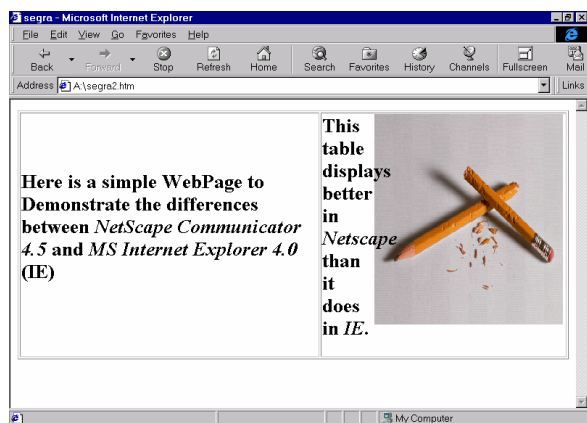 segra - Microsoft Internet Explorer
File Edit View Go Favorites Help
Back Forward Stop Refresh Home Search Favorites History Channels Fullscreen Mail
Address A:\segra2.htm Links
Here is a simple WebPage to
Demonstrate the differences
between NetScape Communicator
4.5 and MS Internet Explorer 4.0
(IE)
This
table
displays
better
in
Netscape
than
it
does
in IE.
My Computer